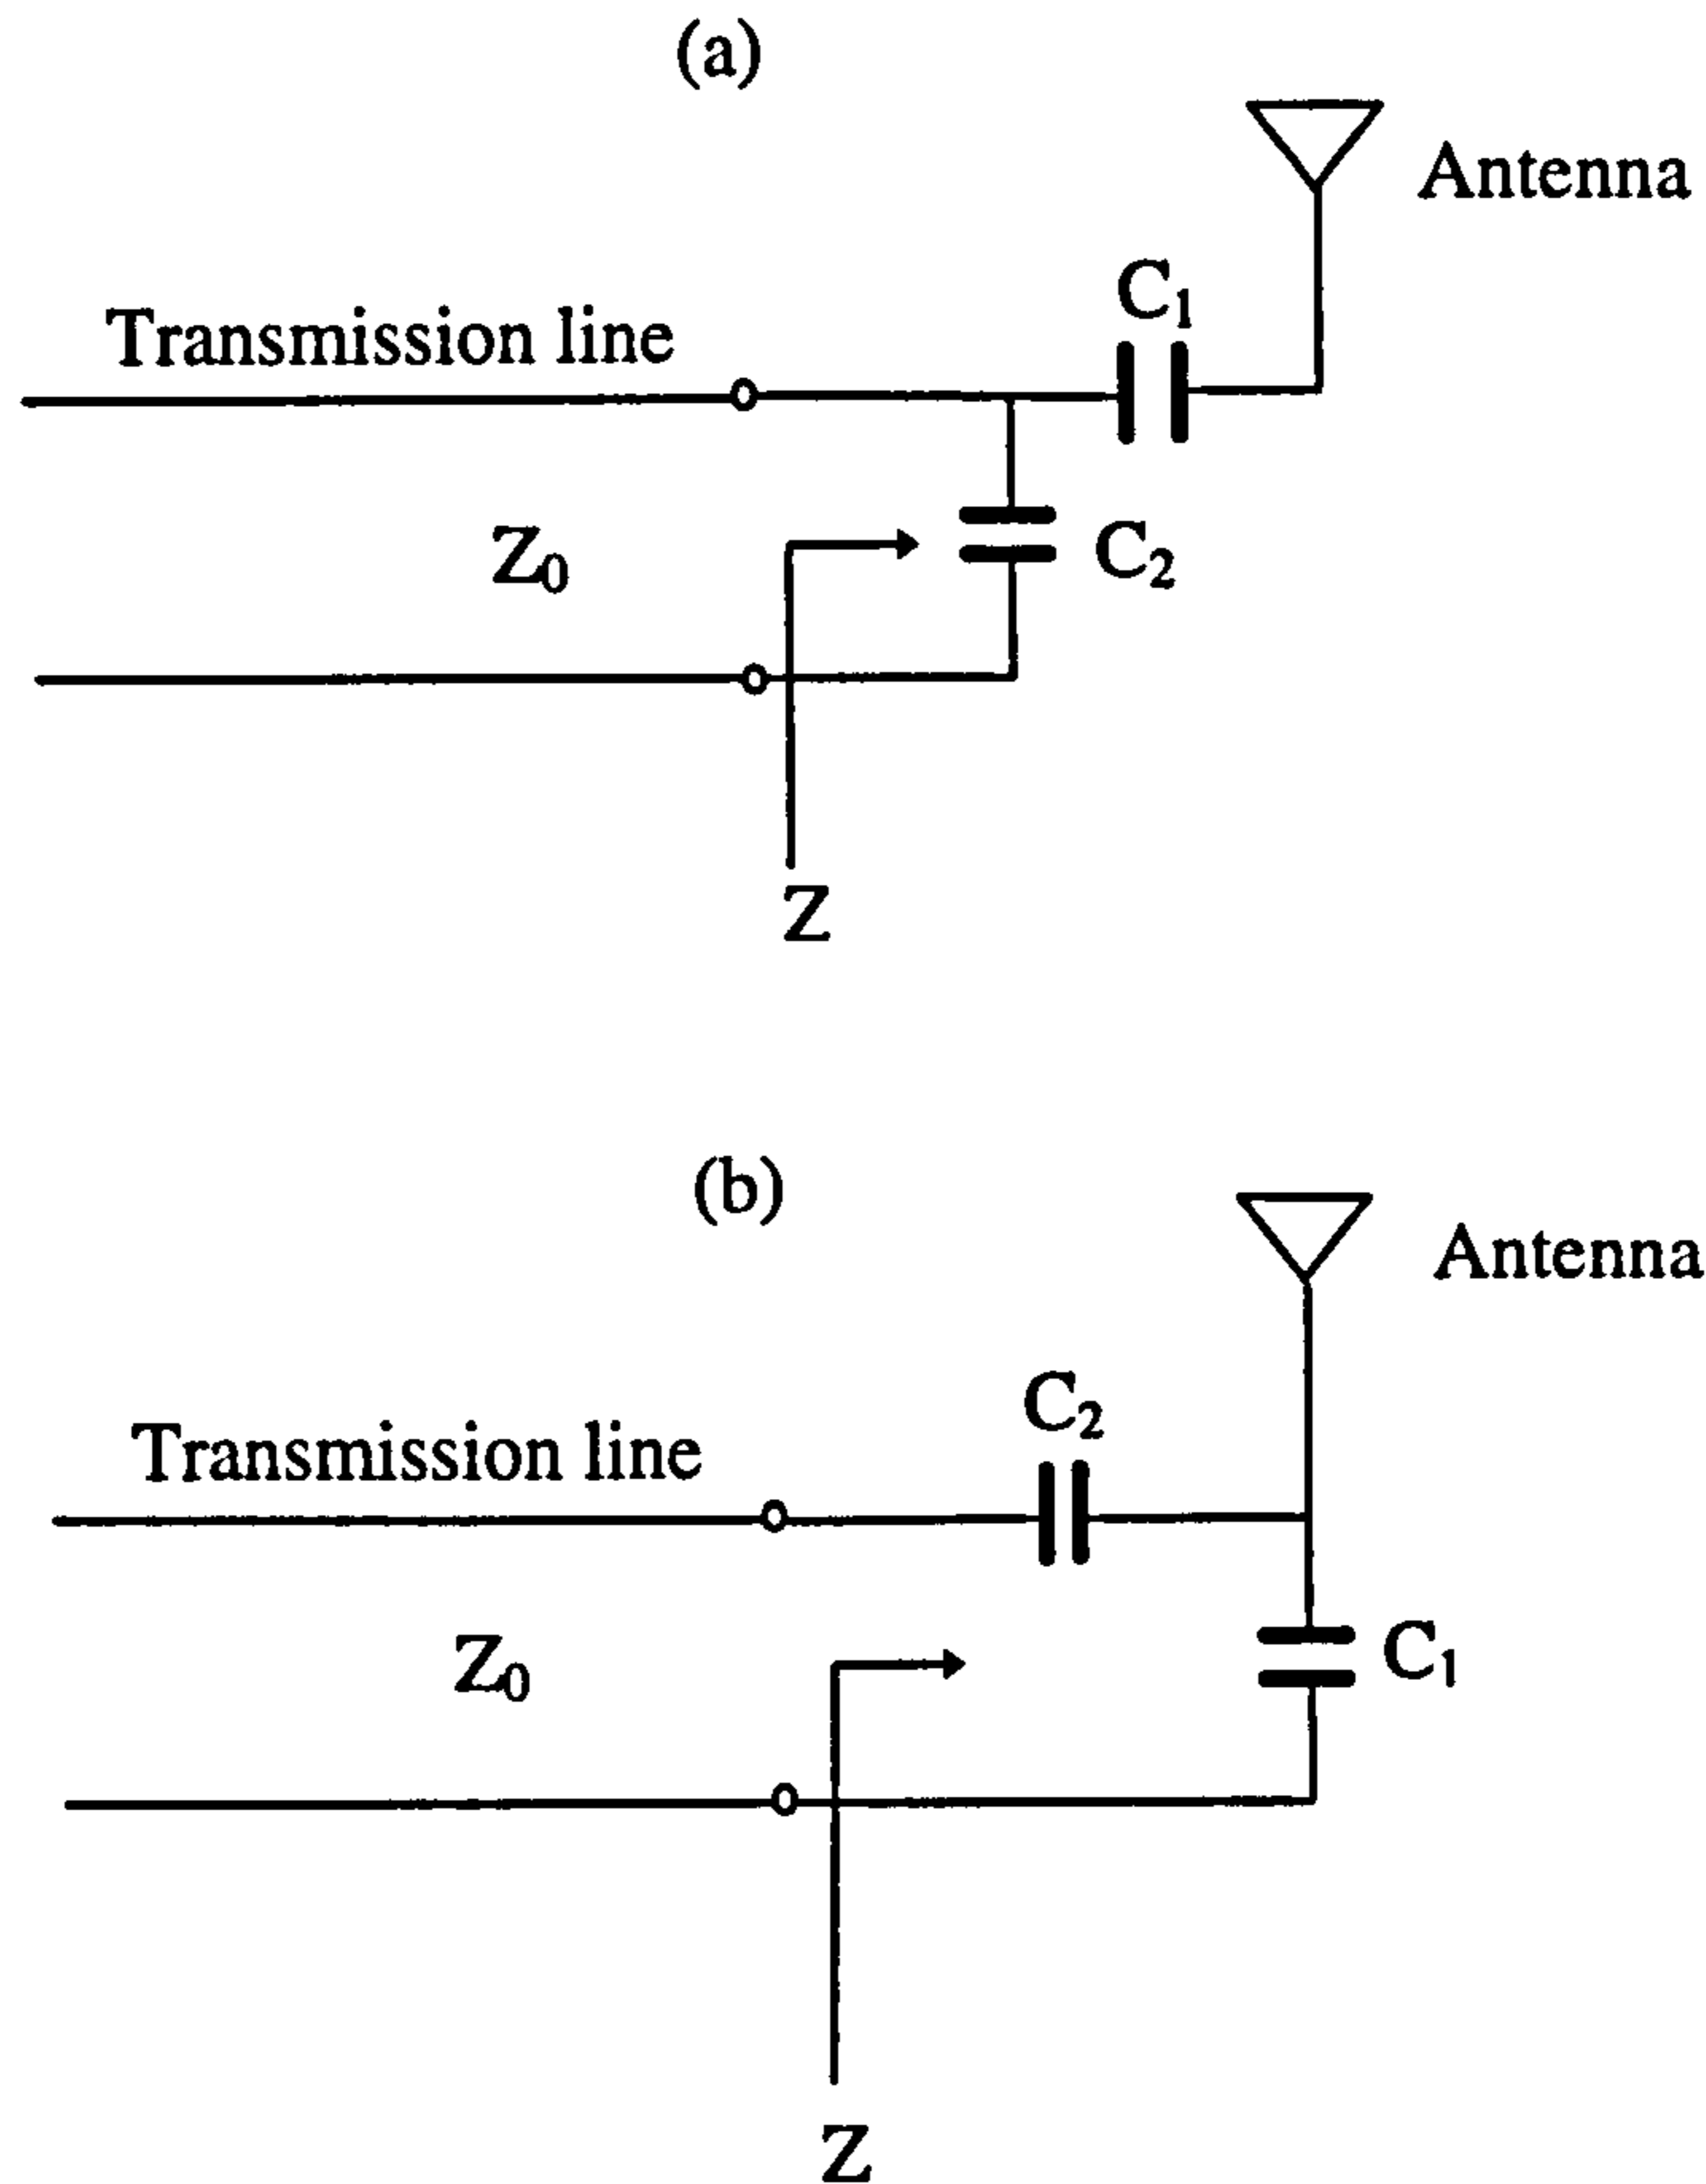 (a)
Antenna
C₁
Transmission line
Z₀
C₂
Z
(b)
Antenna
C₂
Transmission line
Z₀
C₁
Z